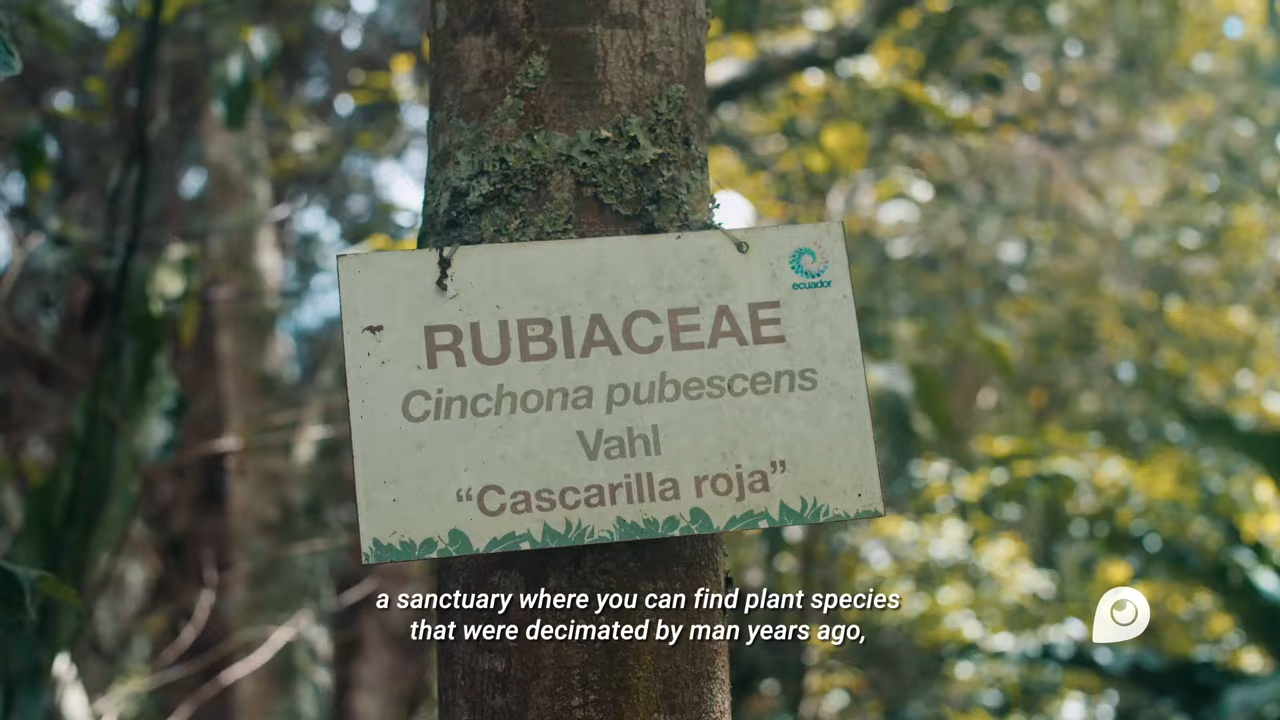 ecuador
RUBIACEAE
Cinchona pubescens
Vahl
“Cascarilla roja”
a sanctuary where you can find plant species
that were decimated by man years ago,